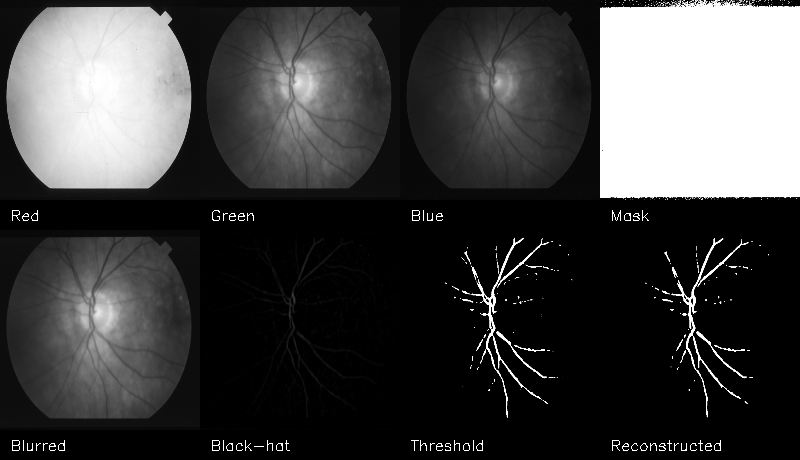 Red
Green
Blue
Mask
Blurred
Black-hat
Threshold
Reconstructed